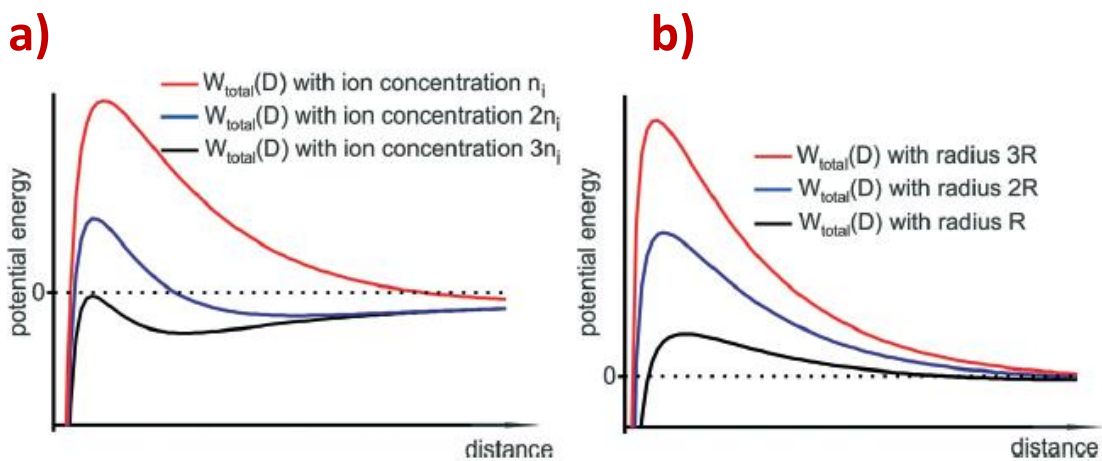 a)
W_total(D) with ion concentration n_i
W_total(D) with ion concentration 2n_i
W_total(D) with ion concentration 3n_i
potential energy
0
distance
b)
W_total(D) with radius 3R
W_total(D) with radius 2R
W_total(D) with radius R
potential energy
0
distance